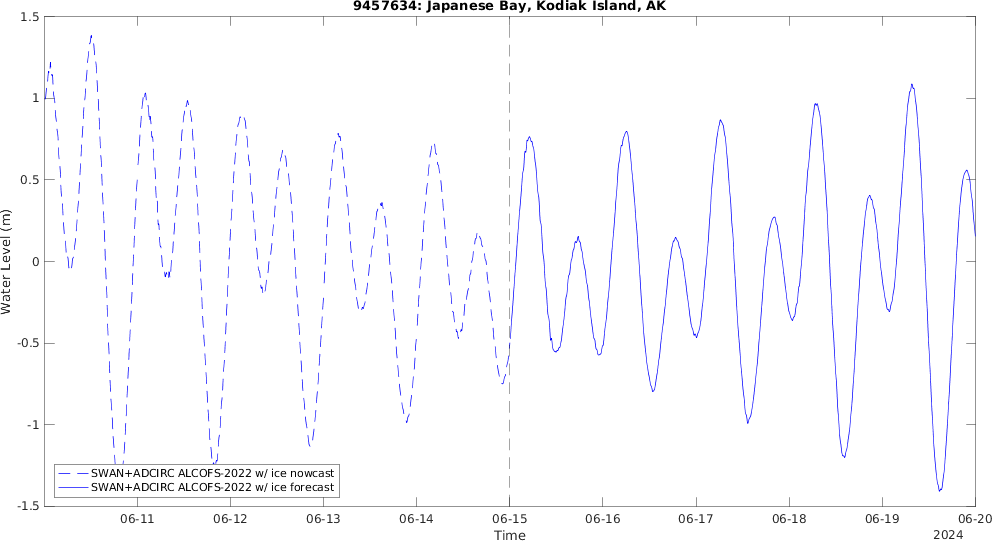 9457634: Japanese Bay, Kodiak Island, AK
1.5
1
0.5
0
-0.5
-1
-1.5
Water Level (m)
SWAN+ADCIRC ALCOFS-2022 w/ ice nowcast
SWAN+ADCIRC ALCOFS-2022 w/ ice forecast
06-11 06-12 06-13 06-14 06-15 06-16 06-17 06-18 06-19 06-20
Time
2024